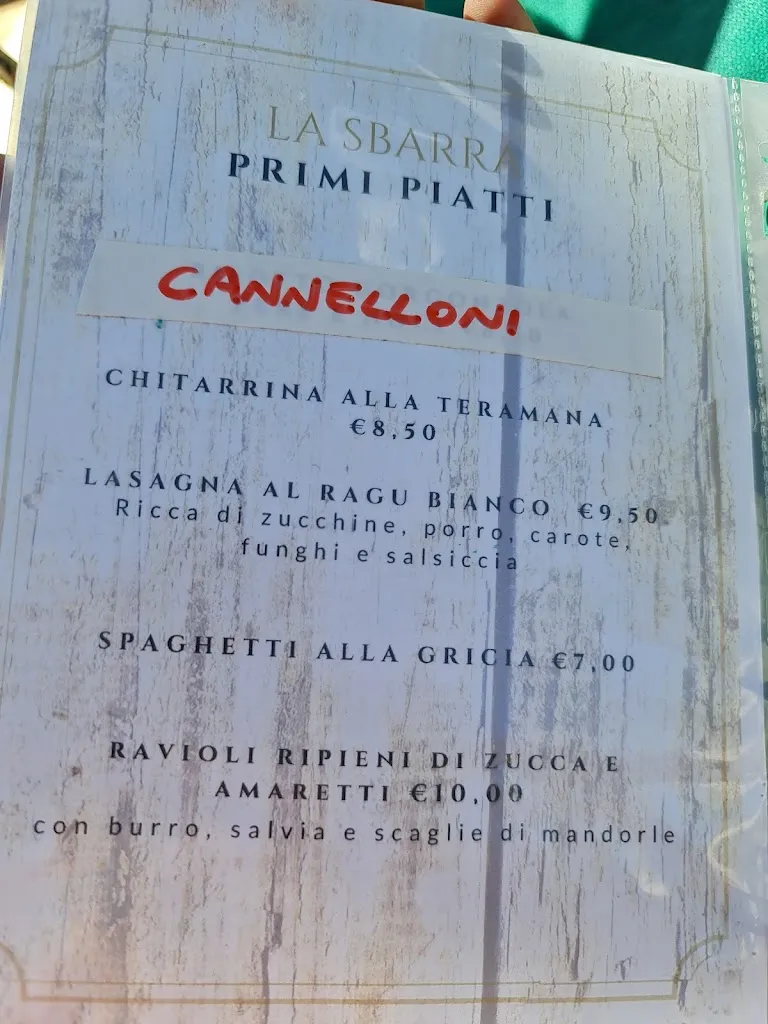 LA SBARRA
PRIMI PIATTI
CANNELLONI
CHITARRINA ALLA TERAMANA
€8,50
LASAGNA AL RAGU BIANCO €9,50
Ricca di zucchine, porro, carote,
funghi e salsiccia
SPAGHETTI ALLA GRICIA €7,00
RAVIOLI RIPIENI DI ZUCCA E
AMARETTI €10,00
con burro, salvia e scaglie di mandorle